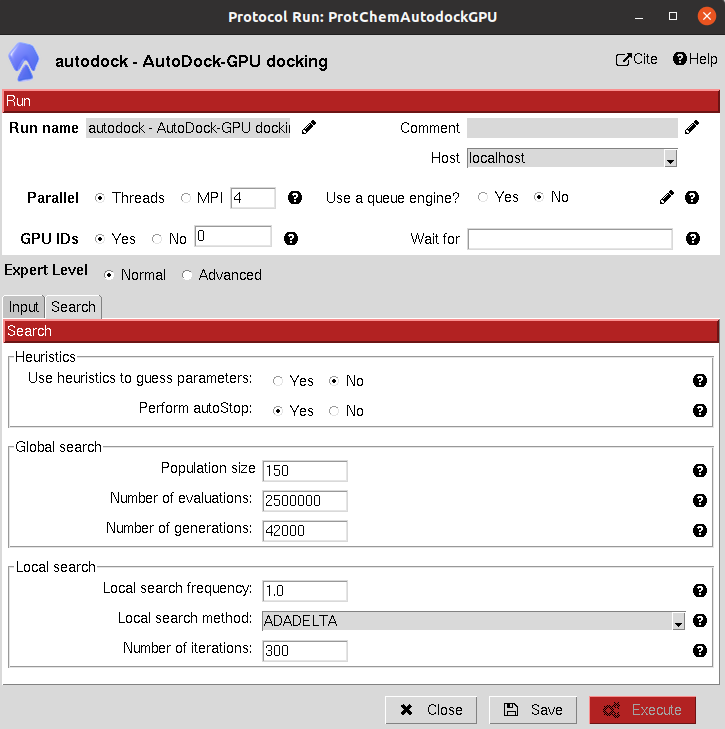 Protocol Run: ProtChemAutodockGPU
autodock - AutoDock-GPU docking
Cite
Help
Run
Run name autodock - AutoDock-GPU dockin Comment
Host localhost
Parallel Threads MPI 4 Use a queue engine? Yes No
GPU IDs Yes No 0 Wait for
Expert Level Normal Advanced
Input Search
Search
Heuristics
Use heuristics to guess parameters: Yes No
Perform autoStop: Yes No
Global search
Population size 150
Number of evaluations: 2500000
Number of generations: 42000
Local search
Local search frequency: 1.0
Local search method: ADADELTA
Number of iterations: 300
Close Save Execute